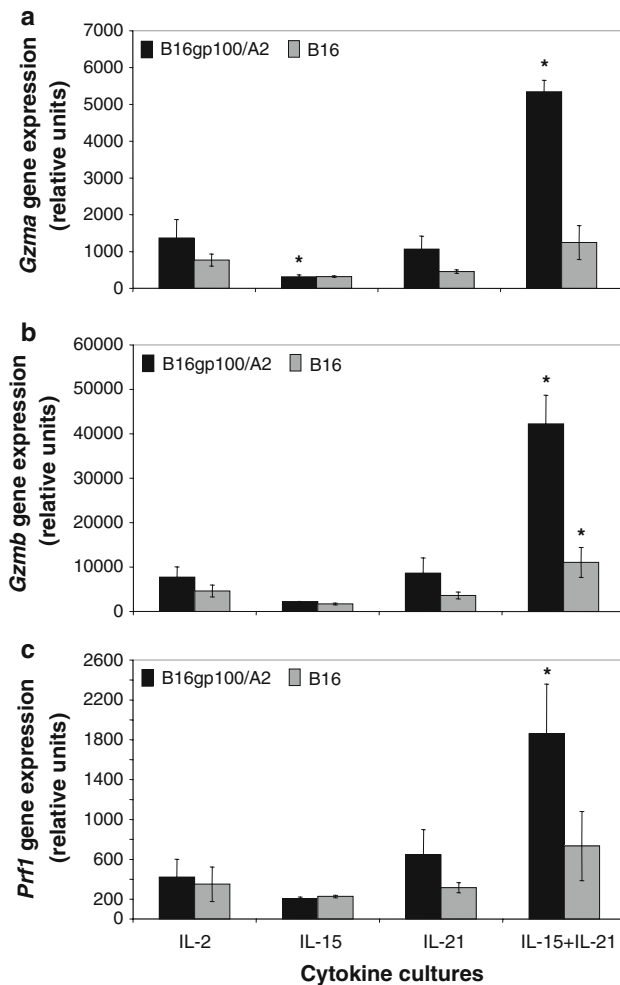 a
7000
6000
5000
4000
3000
2000
1000
0
Gzma gene expression
(relative units)
B16gp100/A2 B16
*
*
b
60000
50000
40000
30000
20000
10000
0
Gzmb gene expression
(relative units)
B16gp100/A2 B16
*
*
c
2600
2200
1800
1400
1000
600
200
0
Prf1 gene expression
(relative units)
B16gp100/A2 B16
*
IL-2 IL-15 IL-21 IL-15+IL-21
Cytokine cultures